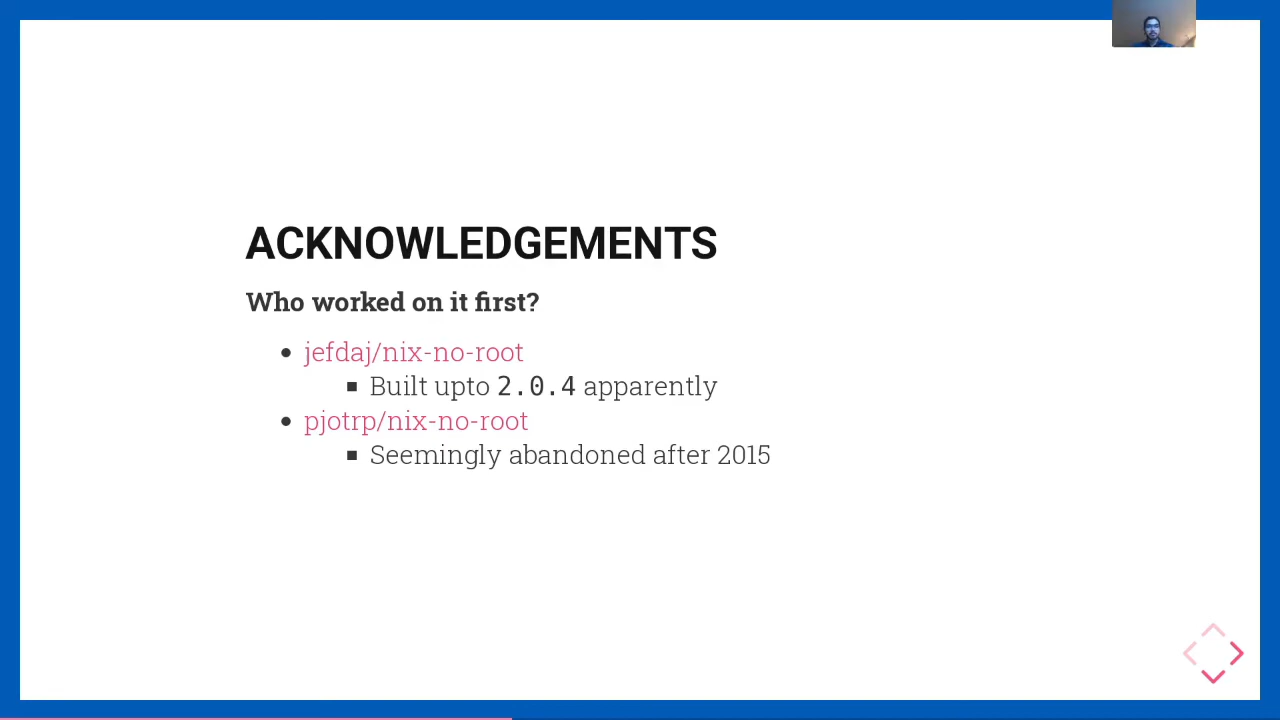 ACKNOWLEDGEMENTS
Who worked on it first?
jefdaj/nix-no-root
Built upto 2.0.4 apparently
pjotrp/nix-no-root
Seemingly abandoned after 2015